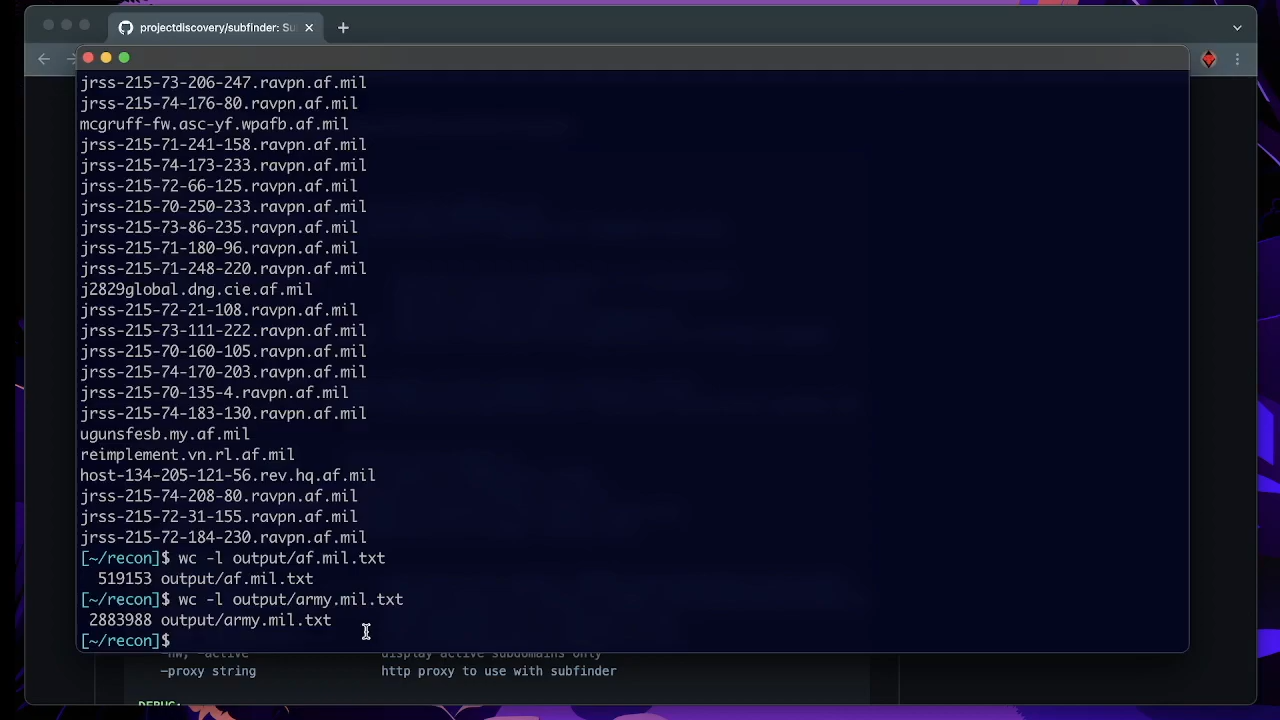 projectdiscovery/subfinder: Su
jrss-215-73-206-247.ravpn.af.mil
jrss-215-74-176-80.ravpn.af.mil
mcgruff-fw.asc-yf.wpafb.af.mil
jrss-215-71-241-158.ravpn.af.mil
jrss-215-74-173-233.ravpn.af.mil
jrss-215-72-66-125.ravpn.af.mil
jrss-215-70-250-233.ravpn.af.mil
jrss-215-73-86-235.ravpn.af.mil
jrss-215-71-180-96.ravpn.af.mil
jrss-215-71-248-220.ravpn.af.mil
j2829global.dng.cie.af.mil
jrss-215-72-21-108.ravpn.af.mil
jrss-215-73-111-222.ravpn.af.mil
jrss-215-70-160-105.ravpn.af.mil
jrss-215-74-170-203.ravpn.af.mil
jrss-215-70-135-4.ravpn.af.mil
jrss-215-74-183-130.ravpn.af.mil
ugunsfesb.my.af.mil
reimplement.vn.rl.af.mil
host-134-205-121-56.rev.hq.af.mil
jrss-215-74-208-80.ravpn.af.mil
jrss-215-72-31-155.ravpn.af.mil
jrss-215-72-184-230.ravpn.af.mil
[~/recon]$ wc -l output/af.mil.txt
519153 output/af.mil.txt
[~/recon]$ wc -l output/army.mil.txt
2883988 output/army.mil.txt
[~/recon]$
-nW, -active display active subdomains only
-proxy string http proxy to use with subfinder
DEBUG: